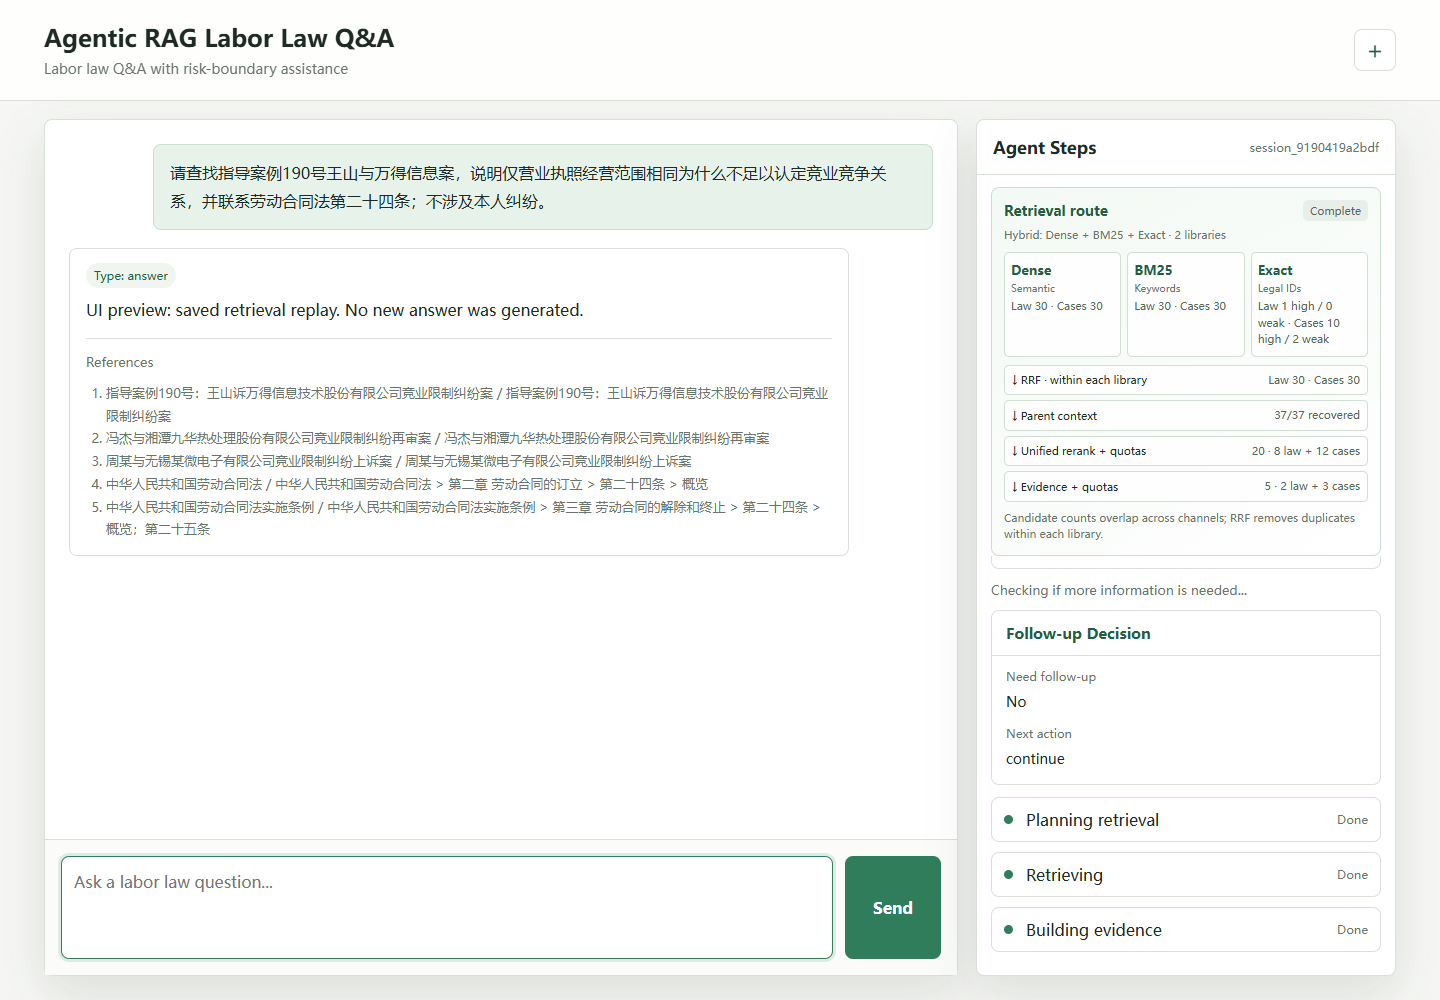 Agentic RAG Labor Law Q&A
Labor law Q&A with risk-boundary assistance
+
请查找指导案例190号王山与万得信息案，说明仅营业执照经营范围相同为什么不足以认定竞业竞争关
系，并联系劳动合同法第二十四条；不涉及本人纠纷。
Type: answer
UI preview: saved retrieval replay. No new answer was generated.
References
1. 指导案例190号：王山诉万得信息技术股份有限公司竞业限制纠纷案 / 指导案例190号：王山诉万得信息技术股份有限公司竞业
限制纠纷案
2. 冯杰与湘潭九华热处理股份有限公司竞业限制纠纷再审案 / 冯杰与湘潭九华热处理股份有限公司竞业限制纠纷再审案
3. 周某与无锡某微电子有限公司竞业限制纠纷上诉案 / 周某与无锡某微电子有限公司竞业限制纠纷上诉案
4. 中华人民共和国劳动合同法 / 中华人民共和国劳动合同法 > 第二章 劳动合同的订立 > 第二十四条 > 概览
5. 中华人民共和国劳动合同法实施条例 / 中华人民共和国劳动合同法实施条例 > 第三章 劳动合同的解除和终止 > 第二十四条 >
概览；第二十五条
Ask a labor law question...
Send
Agent Steps
session_9190419a2bdf
Retrieval route
Complete
Hybrid: Dense + BM25 + Exact · 2 libraries
Dense
Semantic
Law 30 · Cases 30
BM25
Keywords
Law 30 · Cases 30
Exact
Legal IDs
Law 1 high / 0
weak · Cases 10
high / 2 weak
↓ RRF · within each library
Law 30 · Cases 30
↓ Parent context
37/37 recovered
↓ Unified rerank + quotas
20 · 8 law + 12 cases
↓ Evidence + quotas
5 · 2 law + 3 cases
Candidate counts overlap across channels; RRF removes duplicates
within each library.
Checking if more information is needed...
Follow-up Decision
Need follow-up
No
Next action
continue
Planning retrieval
Done
Retrieving
Done
Building evidence
Done